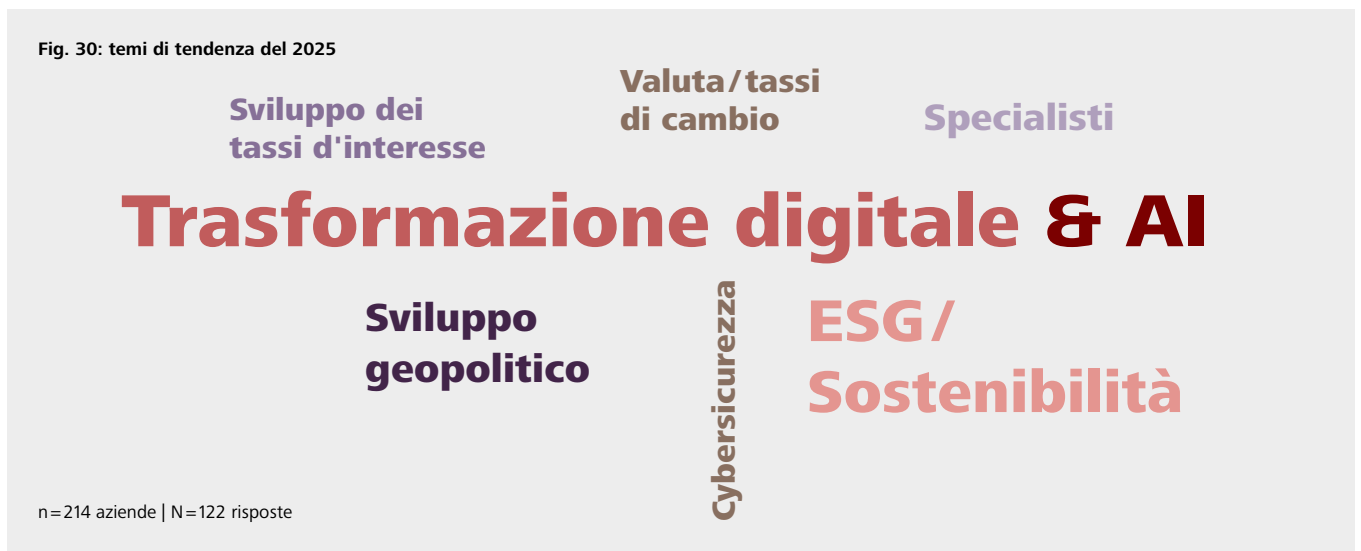 Fig. 30: temi di tendenza del 2025
Valuta/tassi
di cambio
Sviluppo dei
tassi d'interesse
Specialisti
Trasformazione digitale & AI
Sviluppo
geopolitico
Cybersicurezza
ESG/
Sostenibilità
n=214 aziende | N=122 risposte